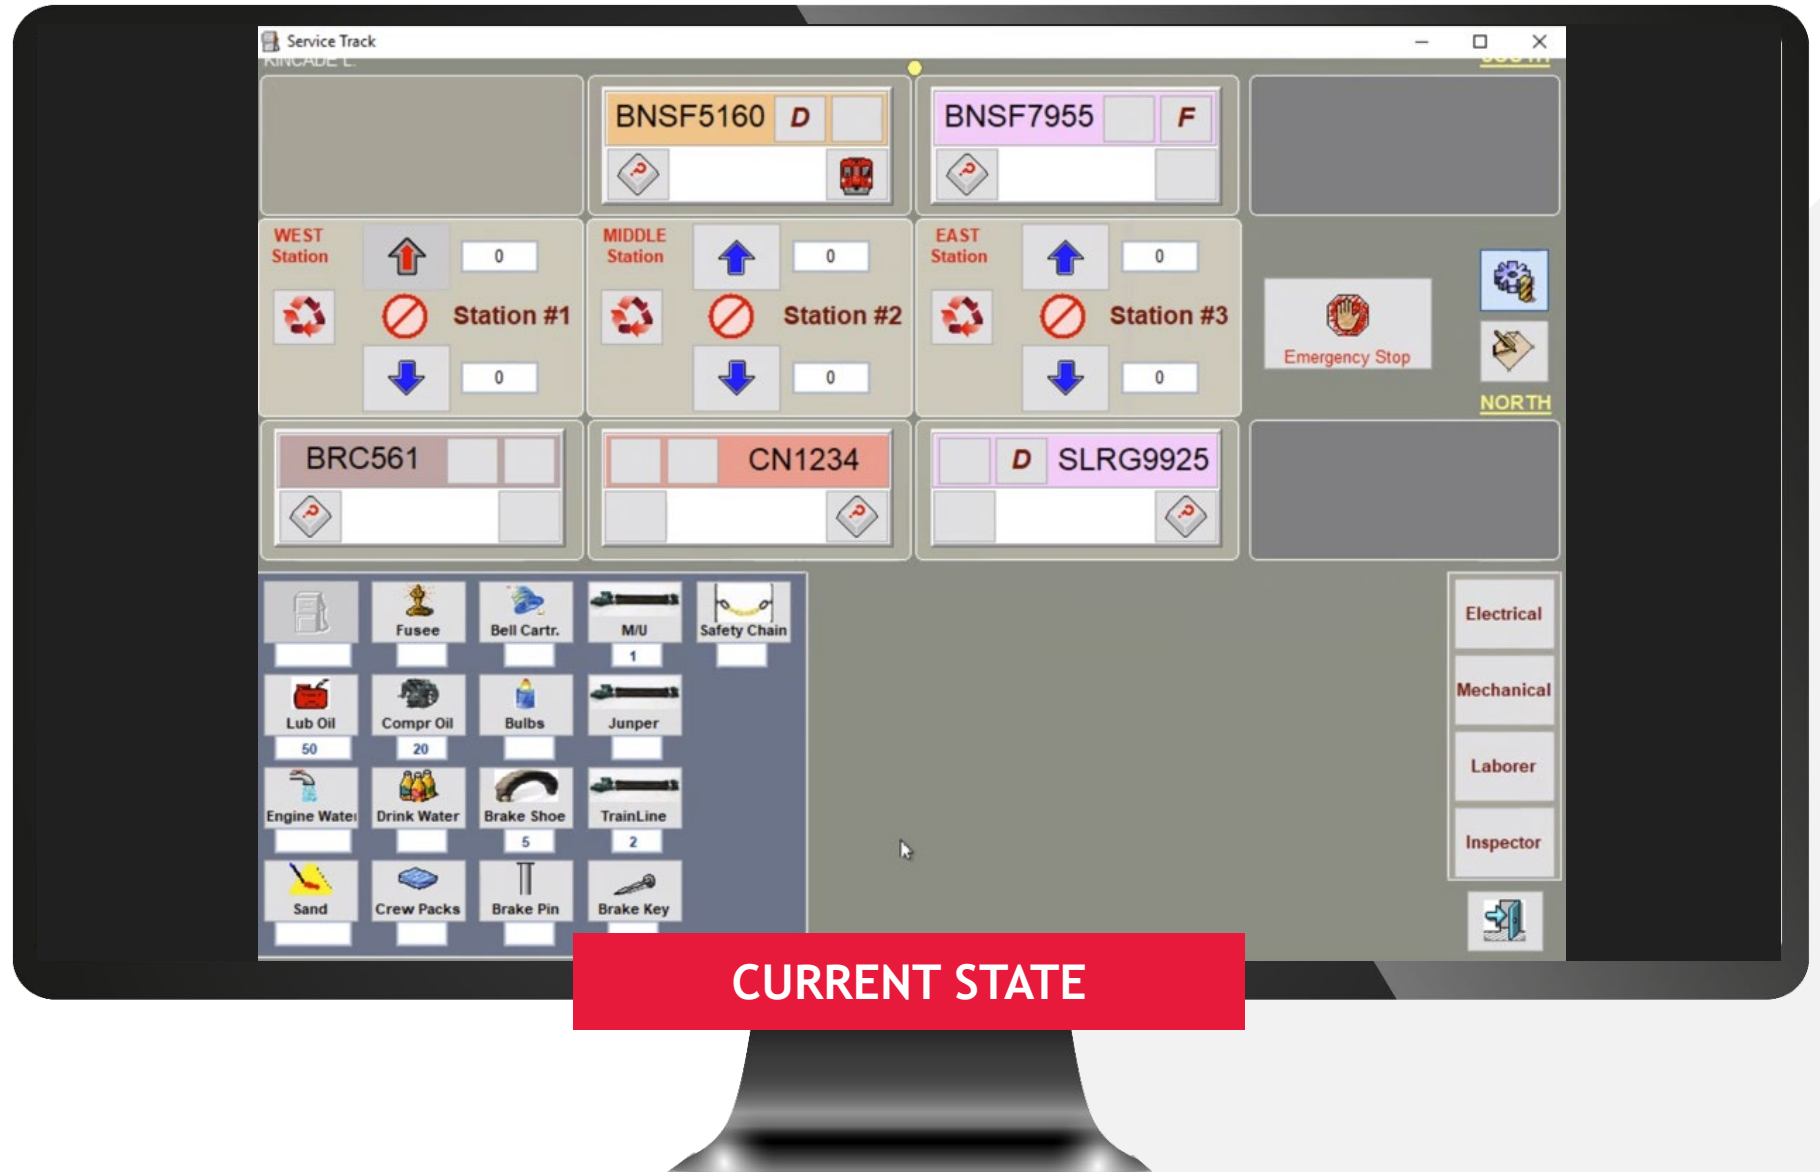 Service Track
KINCADE L.
SOUTH
BNSF5160 D
BNSF7955 F
WEST
Station
0
Station #1
0
MIDDLE
Station
0
Station #2
0
EAST
Station
0
Station #3
0
Emergency Stop
NORTH
BRC561
CN1234
D SLRG9925
Fusee
Bell Cartr.
M/U
Safety Chain
1
Lub Oil
Compr Oil
Bulbs
Junper
50
20
Engine Water
Drink Water
Brake Shoe
TrainLine
5
2
Sand
Crew Packs
Brake Pin
Brake Key
Electrical
Mechanical
Laborer
Inspector
CURRENT STATE